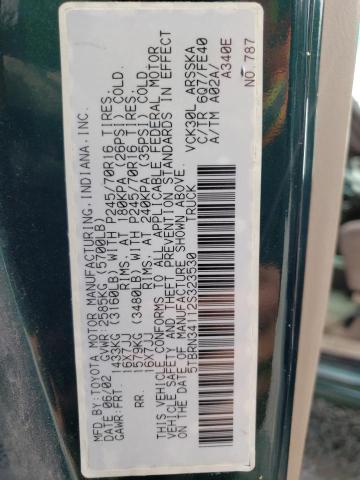 MFD.BY:TOYOTA MOTOR MANUFACTURING,INDIANA,INC.
DATE 06/02 GVWR:2585KG (5700LB)
GAWR:FRT. 1433KG (3160LB) WITH P245/70R16 TIRES,
16X7JJ RIMS, AT 180KPA (26PSI) COLD.
RR. 1579KG (3480LB) WITH P245/70R16 TIRES,
16X7JJ RIMS, AT 240KPA (35PSI) COLD.
THIS VEHICLE CONFORMS TO ALL APPLICABLE FEDERAL MOTOR
VEHICLE SAFETY AND THEFT PREVENTION STANDARDS IN EFFECT
ON THE DATE OF MANUFACTURE SHOWN ABOVE.
5TBRN34112S323530 TRUCK
VCK30L ARSSKA
C/TR 6Q7/FE40
A/TM A02A/
A340E
NO.787